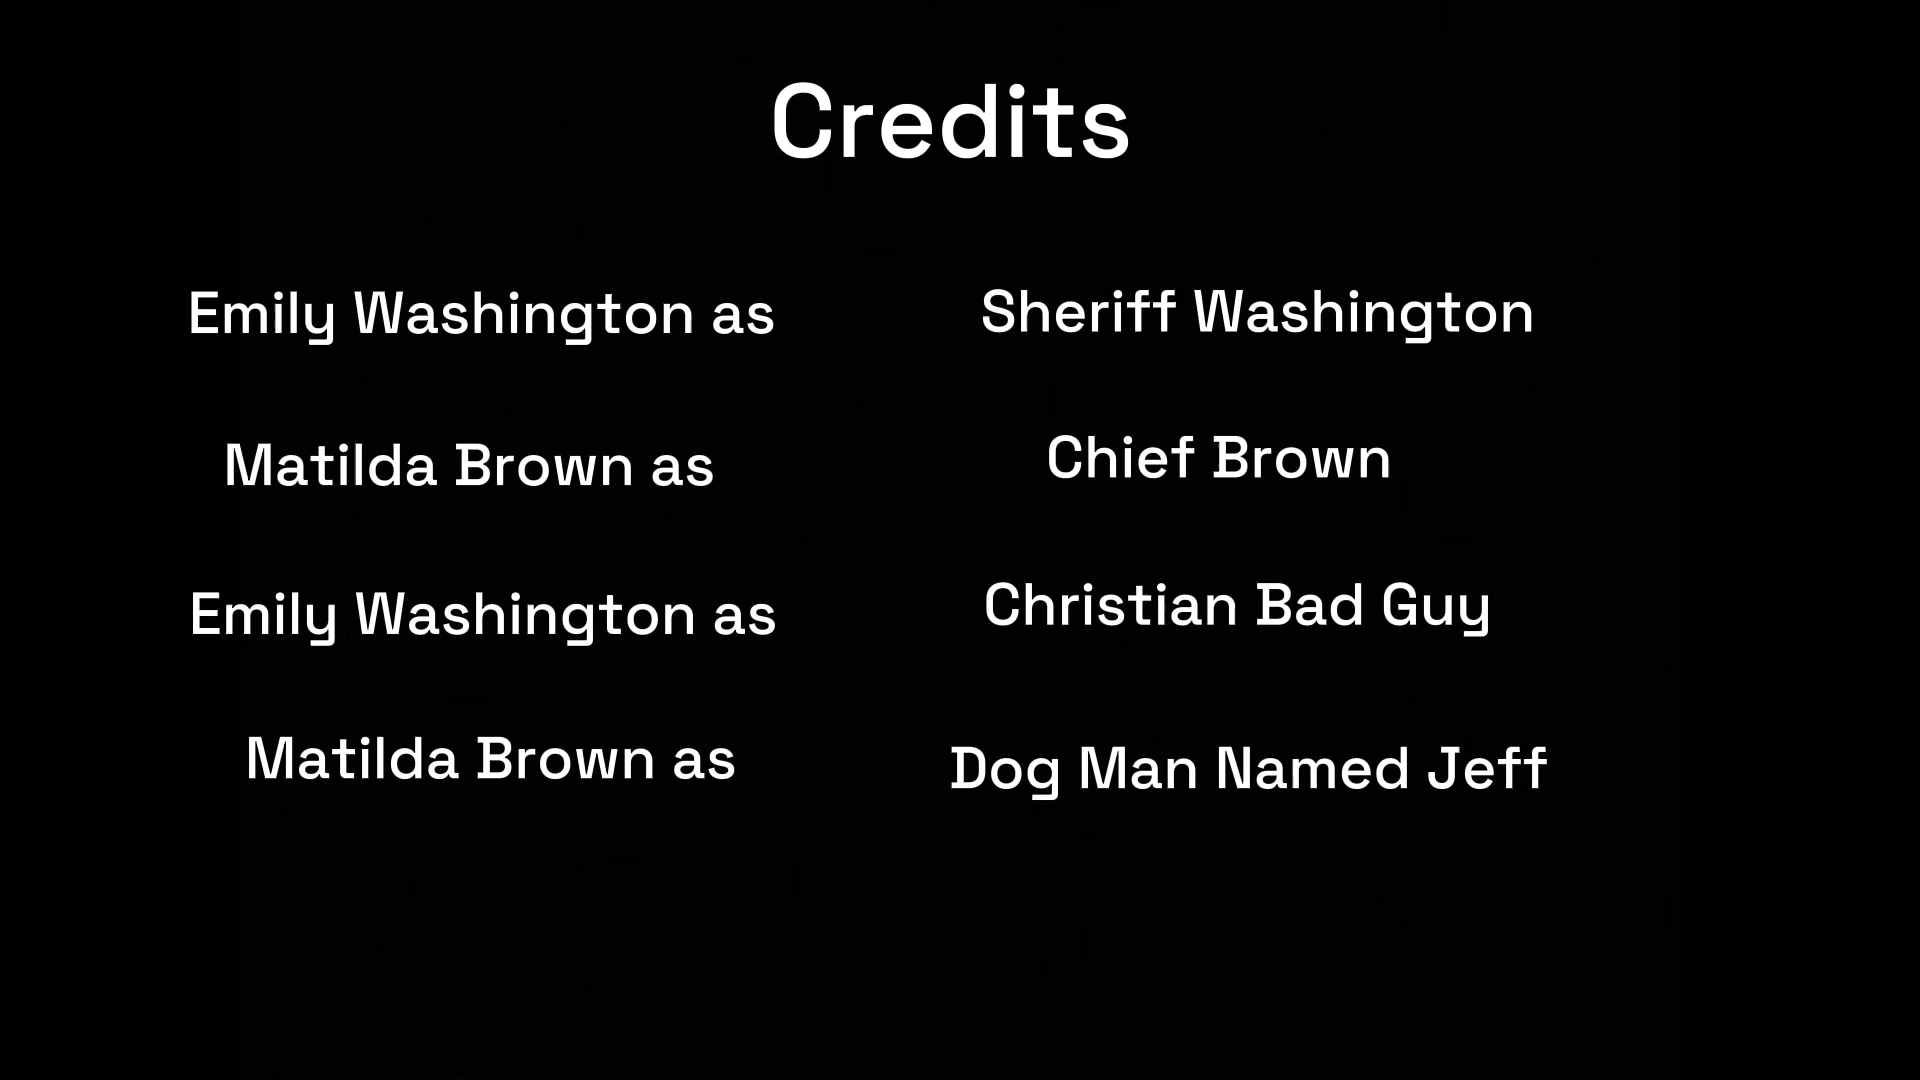 Credits
Emily Washington as Sheriff Washington
Matilda Brown as Chief Brown
Emily Washington as Christian Bad Guy
Matilda Brown as Dog Man Named Jeff